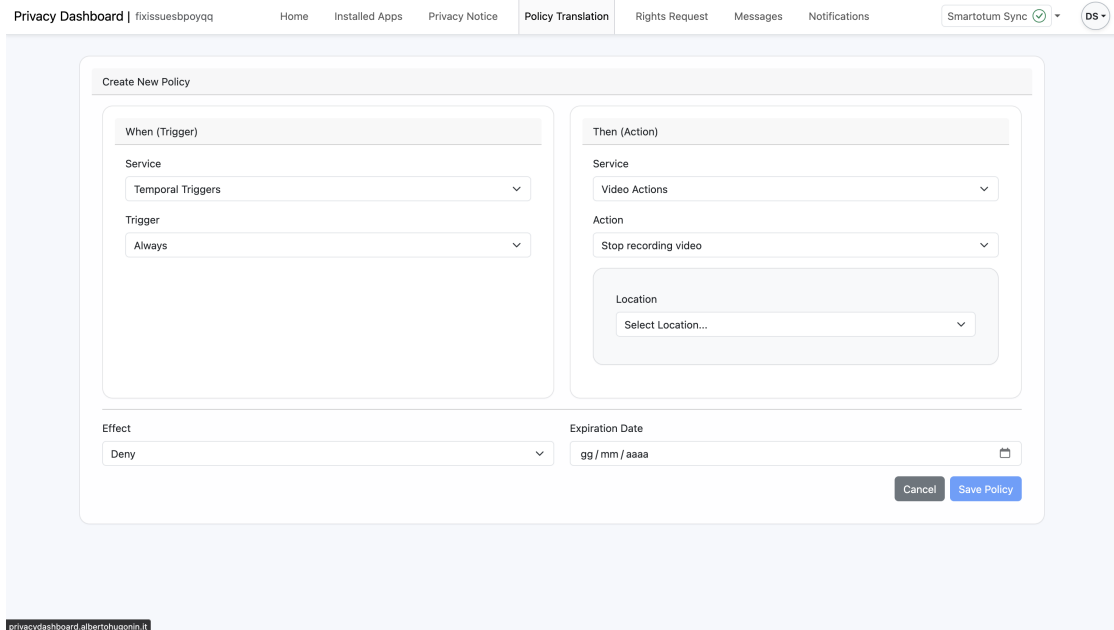 Privacy Dashboard | fixissuesbpoyqq Home Installed Apps Privacy Notice Policy Translation Rights Request Messages Notifications Smartotum Sync DS
Create New Policy
When (Trigger)
Service
Temporal Triggers
Trigger
Always
Then (Action)
Service
Video Actions
Action
Stop recording video
Location
Select Location...
Effect
Deny
Expiration Date
gg/mm/aaaa
Cancel Save Policy
privacydashboard.albertohugonin.it